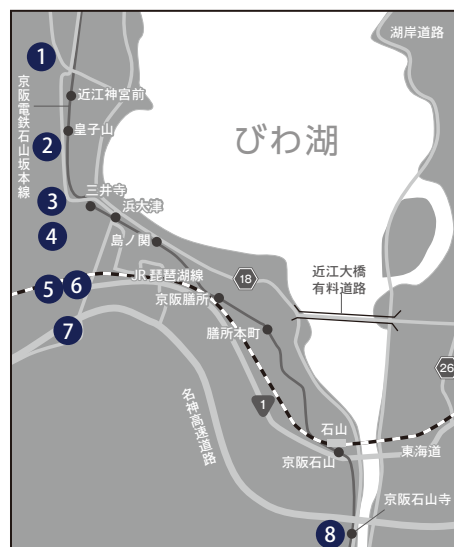 1
湖岸道路
京阪電鉄石山坂本線
近江神宮前
皇子山
2
びわ湖
三井寺
3
浜大津
4
島ノ関
JR琵琶湖線
18
近江大橋
有料道路
5
6
京阪膳所
7
膳所本町
26
名神高速道路
1
石山
京阪石山
東海道
京阪石山寺
8